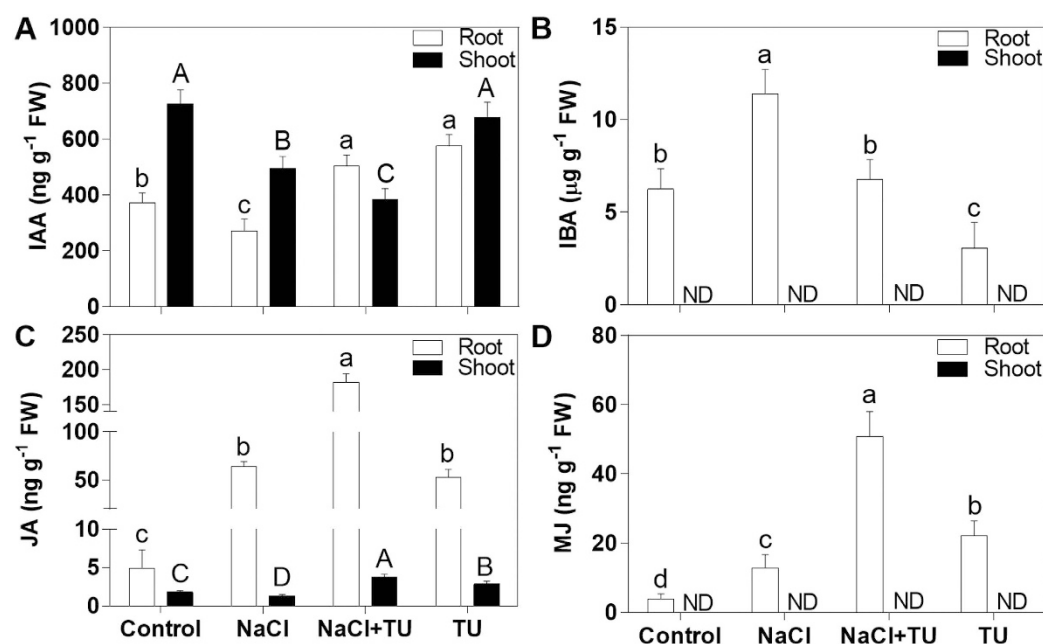 A
IAA (ng g⁻¹ FW)
1000
800
600
400
200
0
Root
Shoot
b
A
c
B
a
C
a
A
B
IBA (μg g⁻¹ FW)
15
10
5
0
Root
Shoot
b
ND
a
ND
b
ND
c
ND
C
JA (ng g⁻¹ FW)
250
200
150
100
50
10
5
0
Root
Shoot
c
C
b
D
a
A
b
B
Control NaCl NaCl+TU TU
D
MJ (ng g⁻¹ FW)
80
60
40
20
0
Root
Shoot
d
ND
c
ND
a
ND
b
ND
Control NaCl NaCl+TU TU